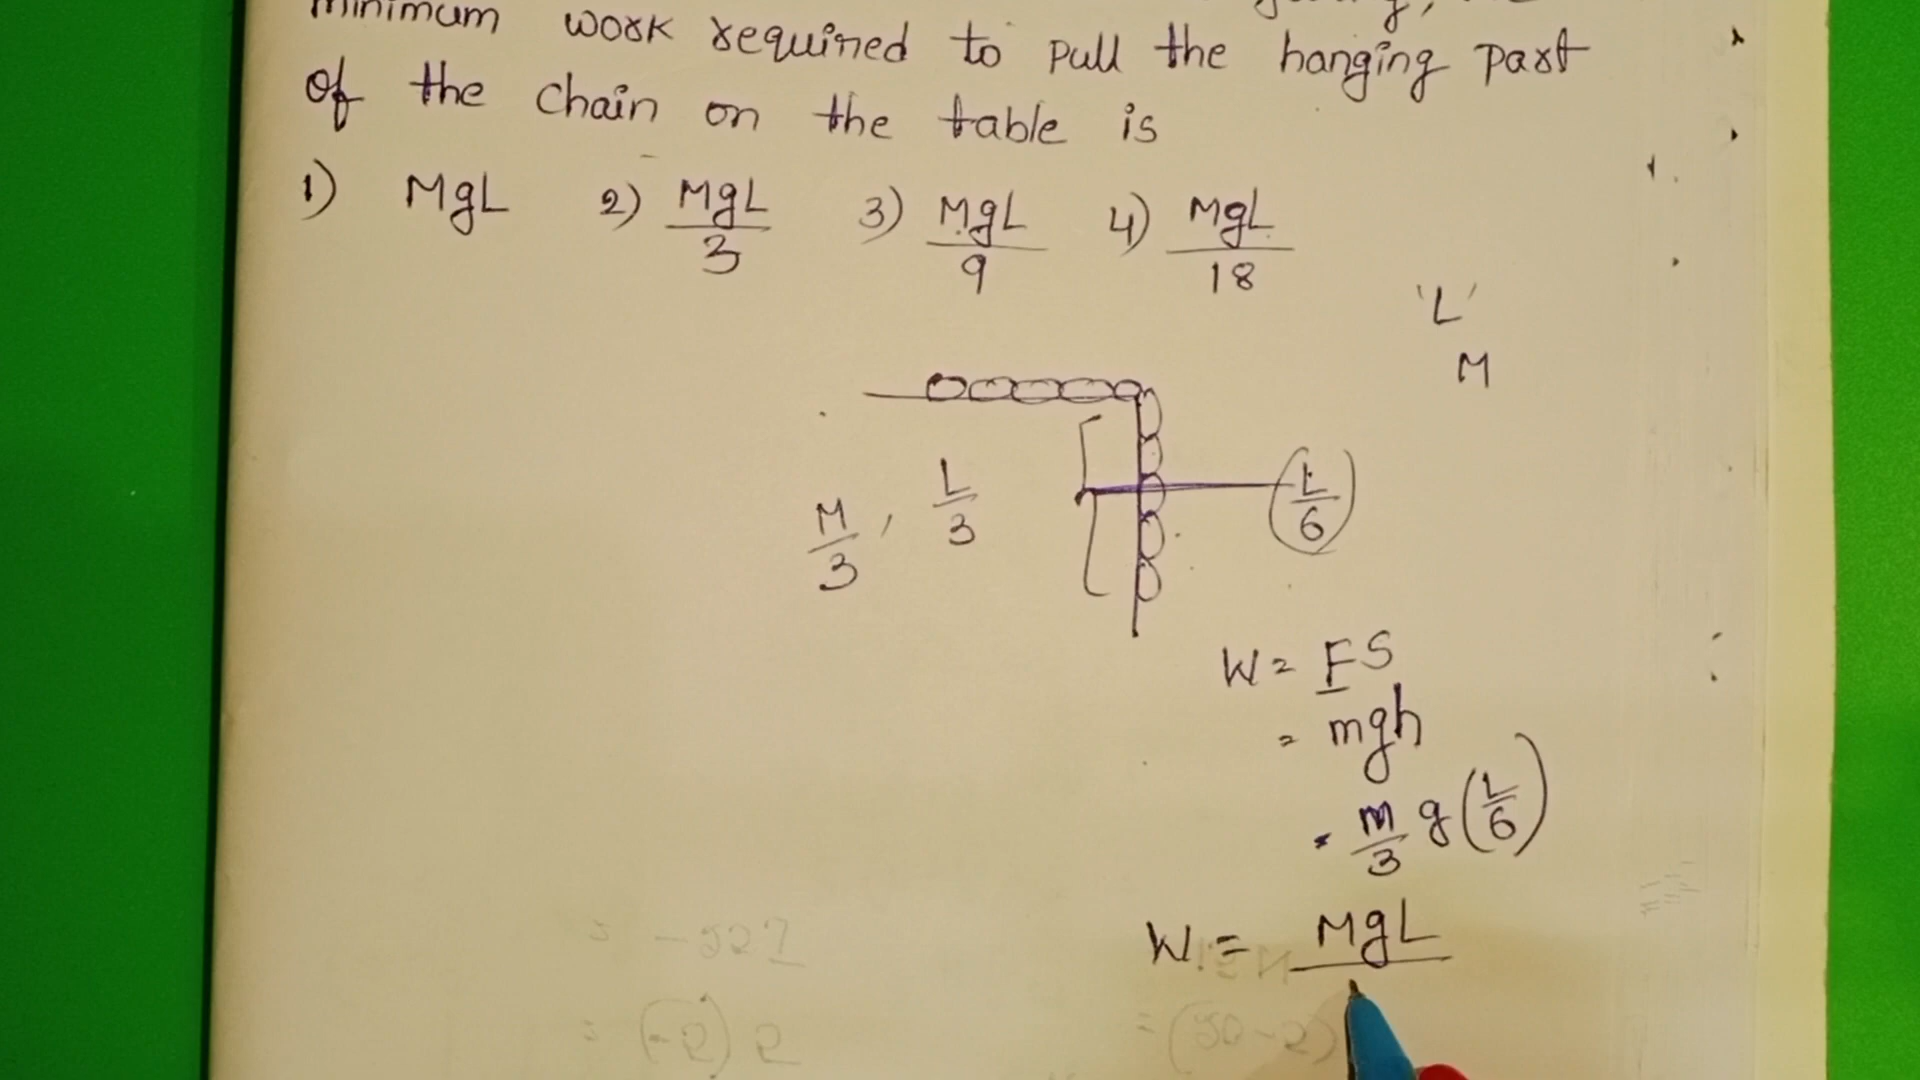 minimum work required to pull the hanging part
of the chain on the table is
1) MgL 2) MgL/3 3) MgL/9 4) MgL/18
'L'
M
M/3, L/3
L/6
W = FS
= mgh
= m/3 g (L/6)
W = MgL